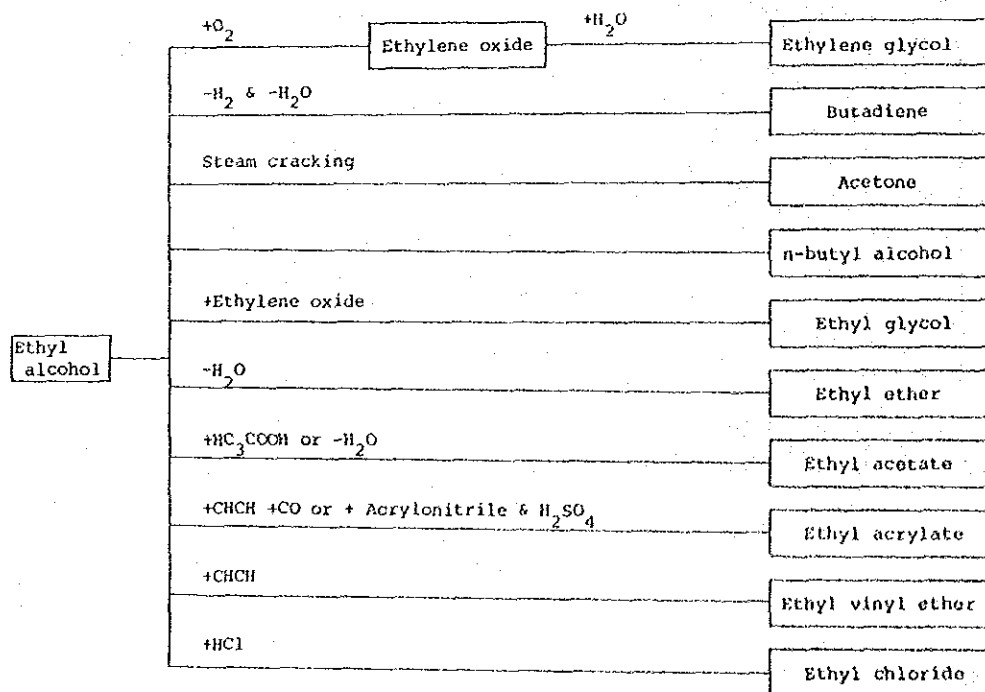 +O2
Ethylene oxide
+H2O
Ethylene glycol
-H2 & -H2O
Butadiene
Steam cracking
Acetone
n-butyl alcohol
+Ethylene oxide
Ethyl glycol
Ethyl
alcohol
-H2O
Ethyl ether
+HC3COOH or -H2O
Ethyl acetate
+CHCH +CO or + Acrylonitrile & H2SO4
Ethyl acrylate
+CHCH
Ethyl vinyl ether
+HCl
Ethyl chloride